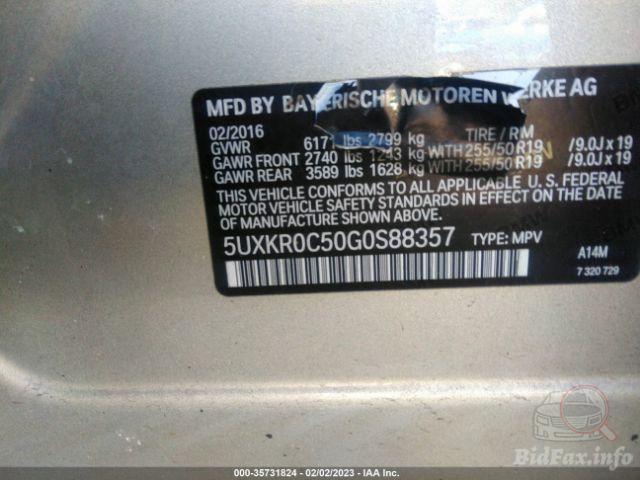 MFD BY BAYERISCHE MOTOREN WERKE AG
02/2016 TIRE / RIM
GVWR 6171 lbs 2799 kg
GAWR FRONT 2740 lbs 1243 kg WITH 255/50 R19 /9.0J x 19
GAWR REAR 3589 lbs 1628 kg WITH 255/50 R19 /9.0J x 19
THIS VEHICLE CONFORMS TO ALL APPLICABLE U. S. FEDERAL
MOTOR VEHICLE SAFETY STANDARDS IN EFFECT ON THE DATE
OF MANUFACTURE SHOWN ABOVE.
5UXKR0C50G0S88357 TYPE: MPV
A14M
7 320 729
BidFax.info
000-35731824 - 02/02/2023 - IAA Inc.